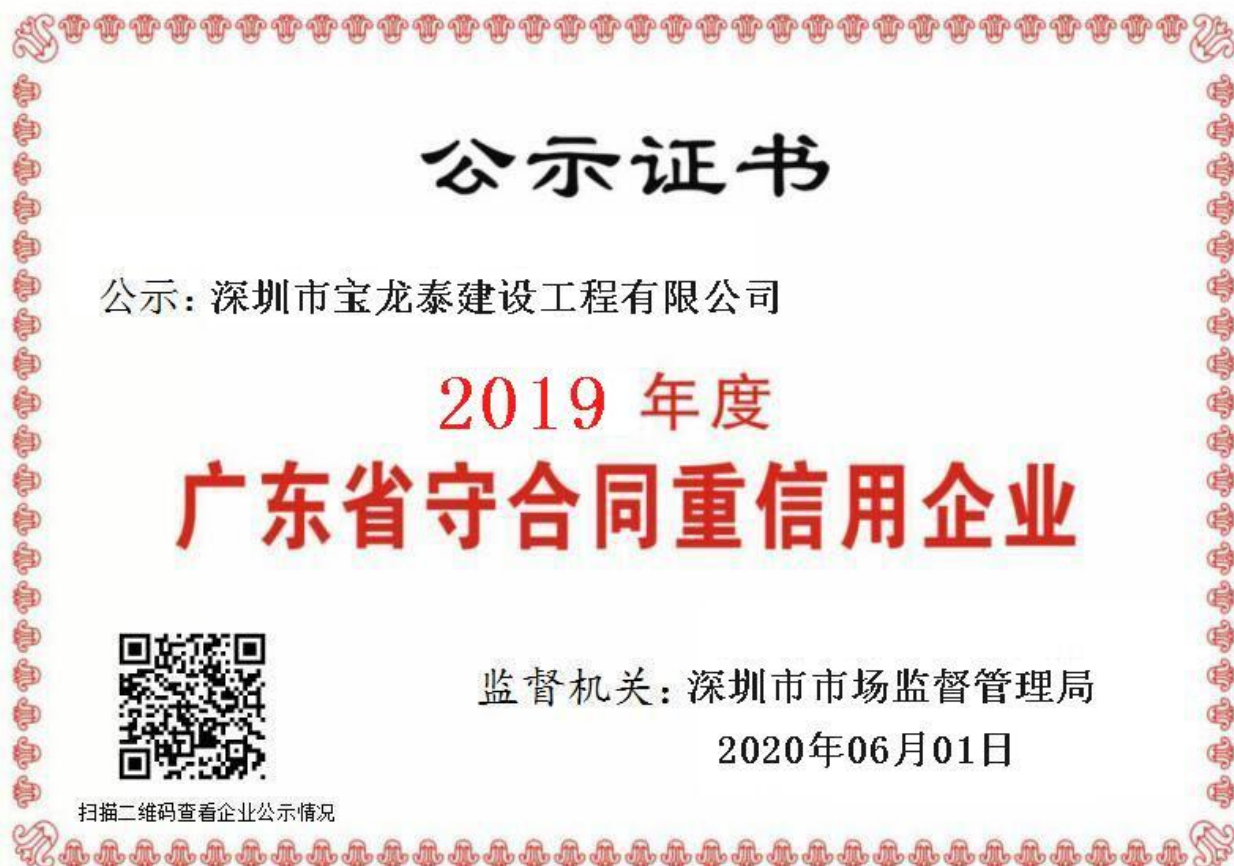 公示证书
公示：深圳市宝龙泰建设工程有限公司
2019 年度
广东省守合同重信用企业
监督机关：深圳市市场监督管理局
2020年06月01日
扫描二维码查看企业公示情况